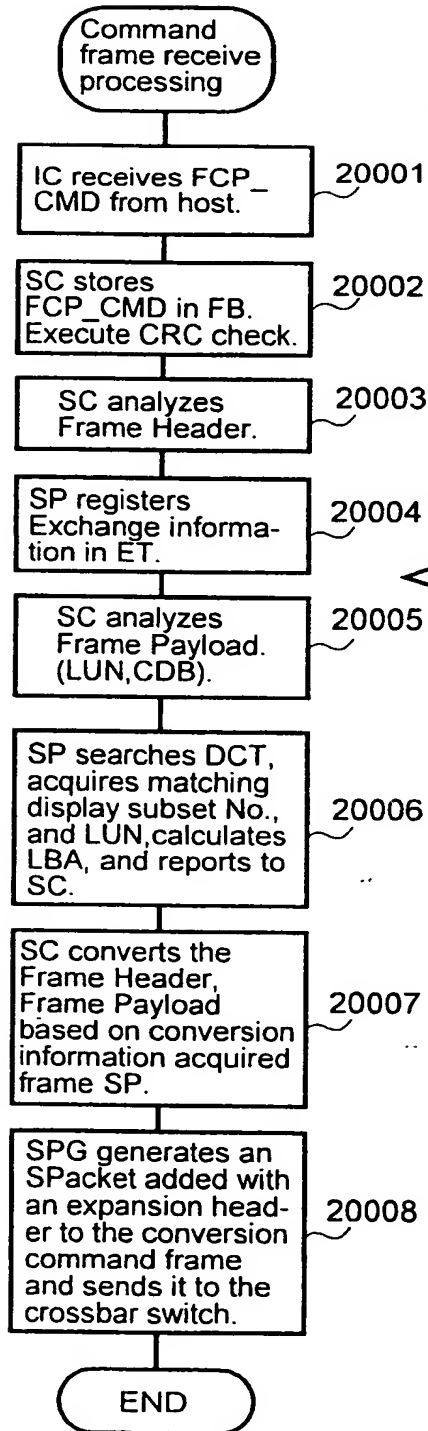 Command
frame receive
processing
IC receives FCP_
CMD from host.
20001
SC stores
FCP_CMD in FB.
Execute CRC check.
20002
SC analyzes
Frame Header.
20003
SP registers
Exchange informa-
tion in ET.
20004
SC analyzes
Frame Payload.
(LUN,CDB).
20005
SP searches DCT,
acquires matching
display subset No.,
and LUN,calculates
LBA, and reports to
SC.
20006
SC converts the
Frame Header,
Frame Payload
based on conversion
information acquired
frame SP.
20007
SPG generates an
SPacket added with
an expansion head-
er to the conversion
command frame
and sends it to the
crossbar switch.
20008
END